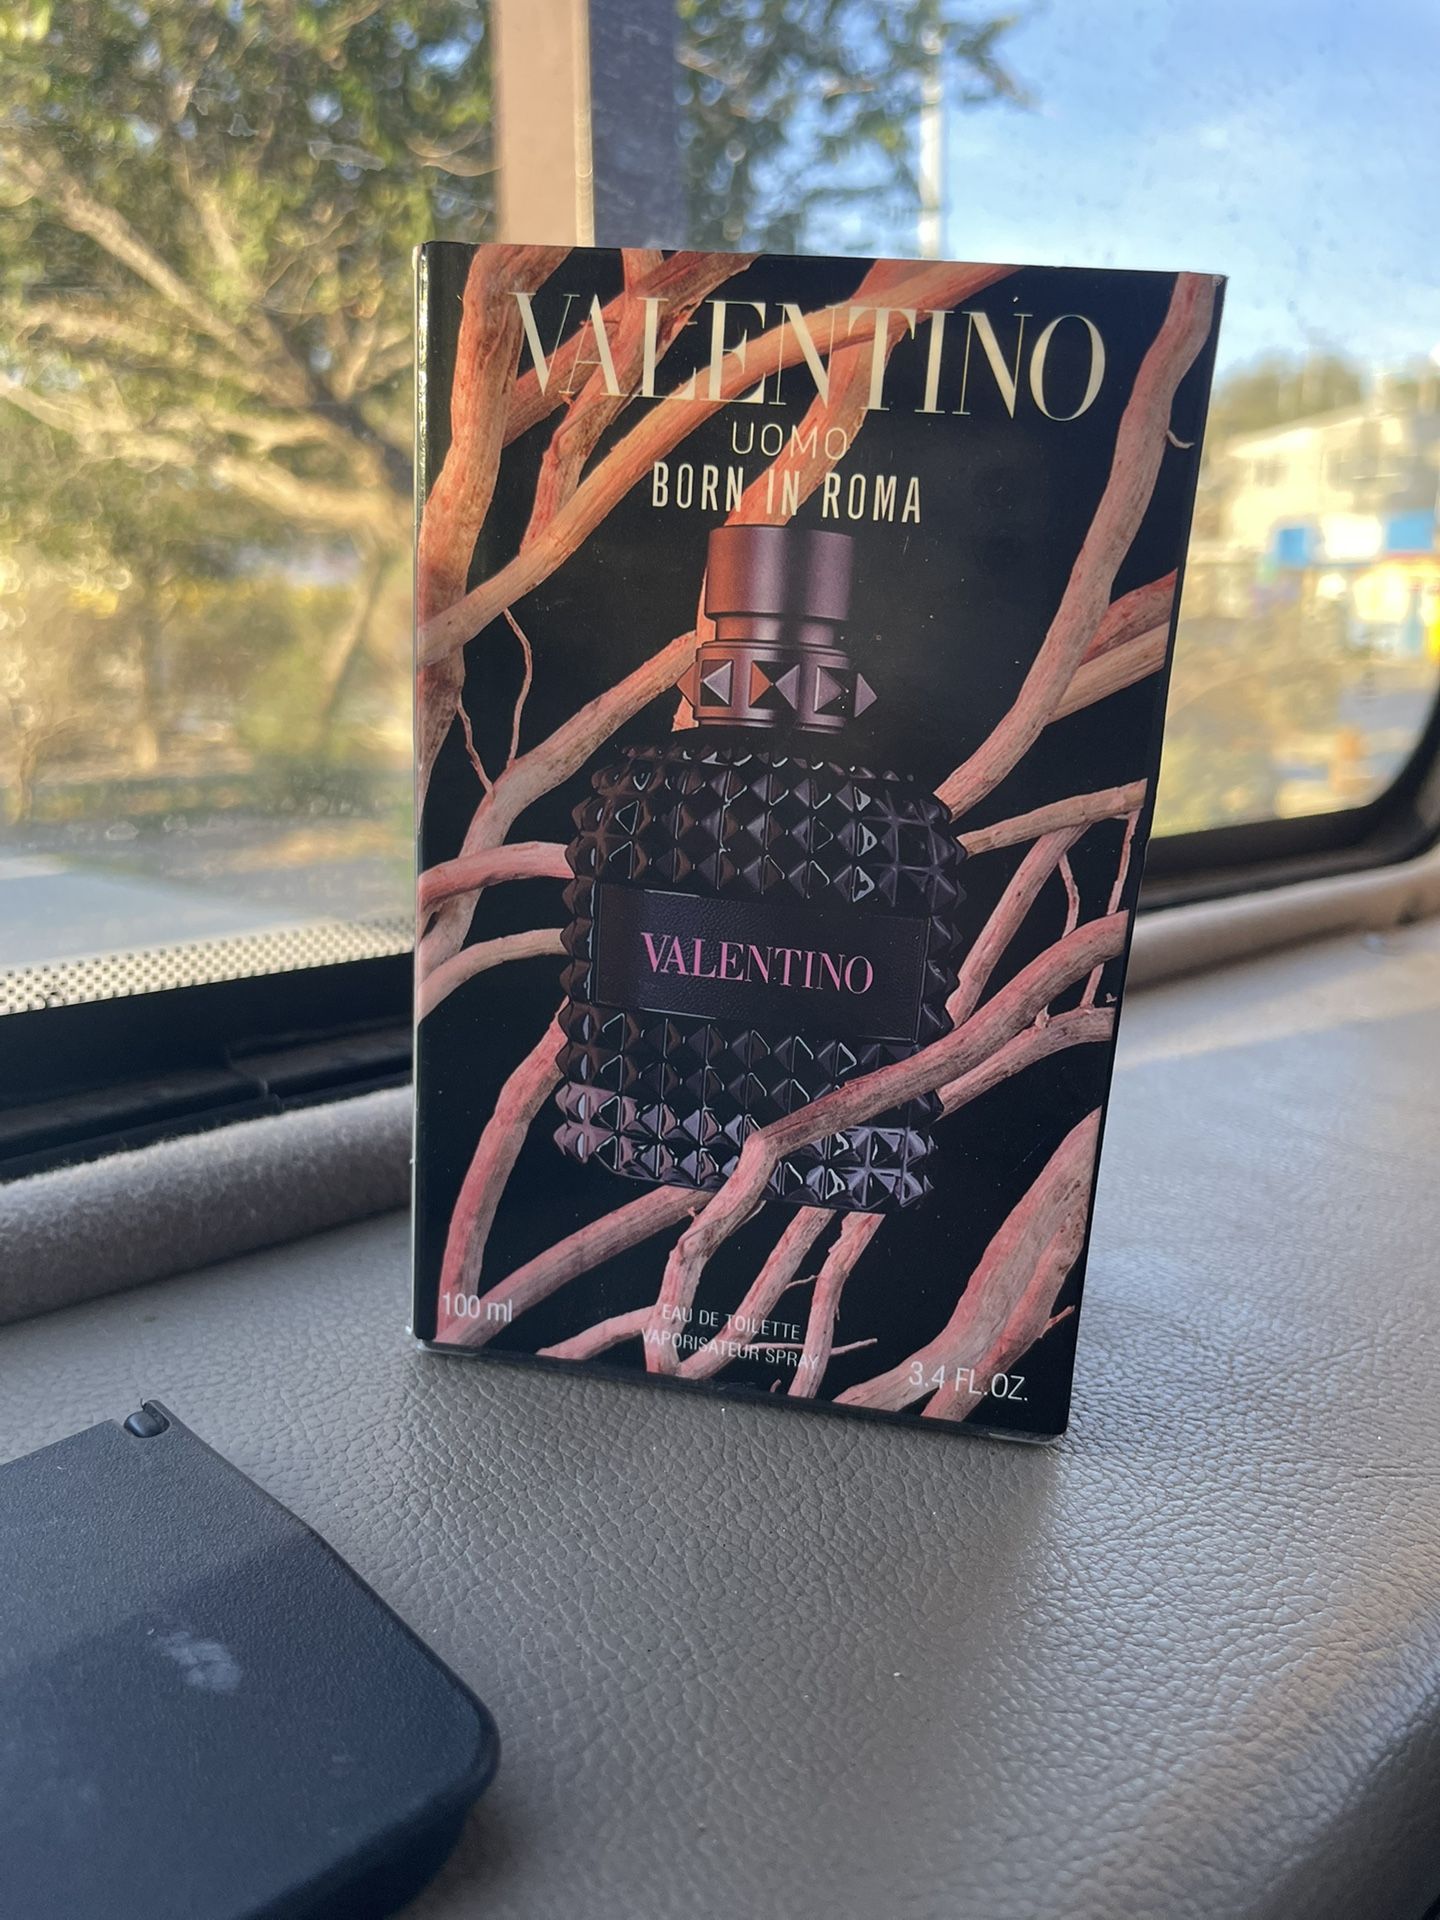 VALENTINO
UOMO
BORN IN ROMA
VALENTINO
100 ml
EAU DE TOILETTE
VAPORISATEUR SPRAY
3.4 FL.OZ.